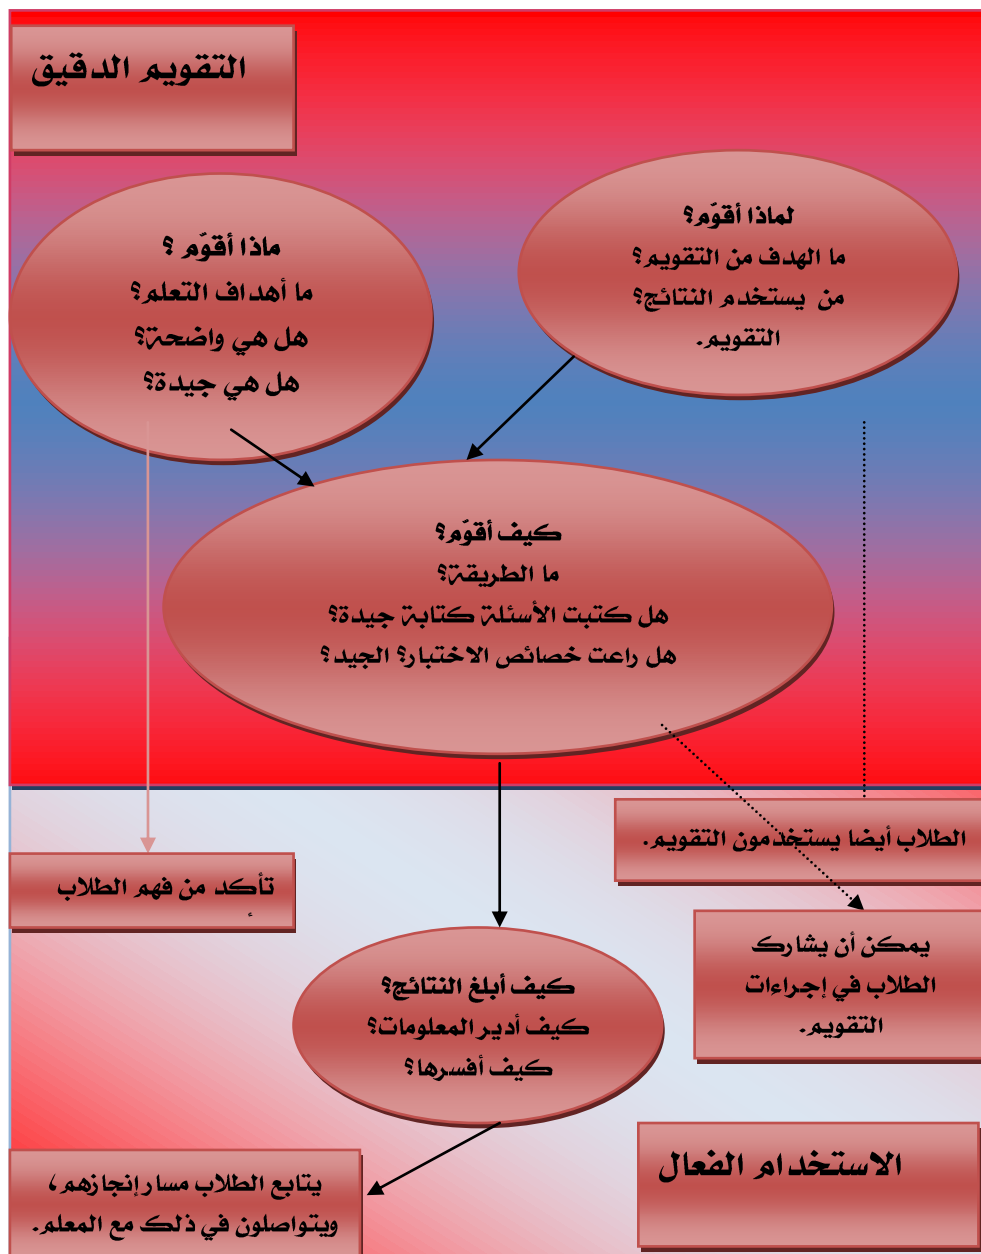 التقويم الدقيق
لماذا أقوّم؟
ما الهدف من التقويم؟
من يستخدم النتائج؟
التقويم.
ماذا أقوّم ؟
ما أهداف التعلم؟
هل هي واضحة؟
هل هي جيدة؟
كيف أقوّم؟
ما الطريقة؟
هل كتبت الأسئلة كتابة جيدة؟
هل راعت خصائص الاختبار؟ الجيد؟
الطلاب أيضا يستخدمون التقويم.
تأكد من فهم الطلاب
يمكن أن يشارك
الطلاب في إجراءات
التقويم.
كيف أبلغ النتائج؟
كيف أدير المعلومات؟
كيف أفسرها؟
الاستخدام الفعال
يتابع الطلاب مسار إنجازهم،
ويتواصلون في ذلك مع المعلم.